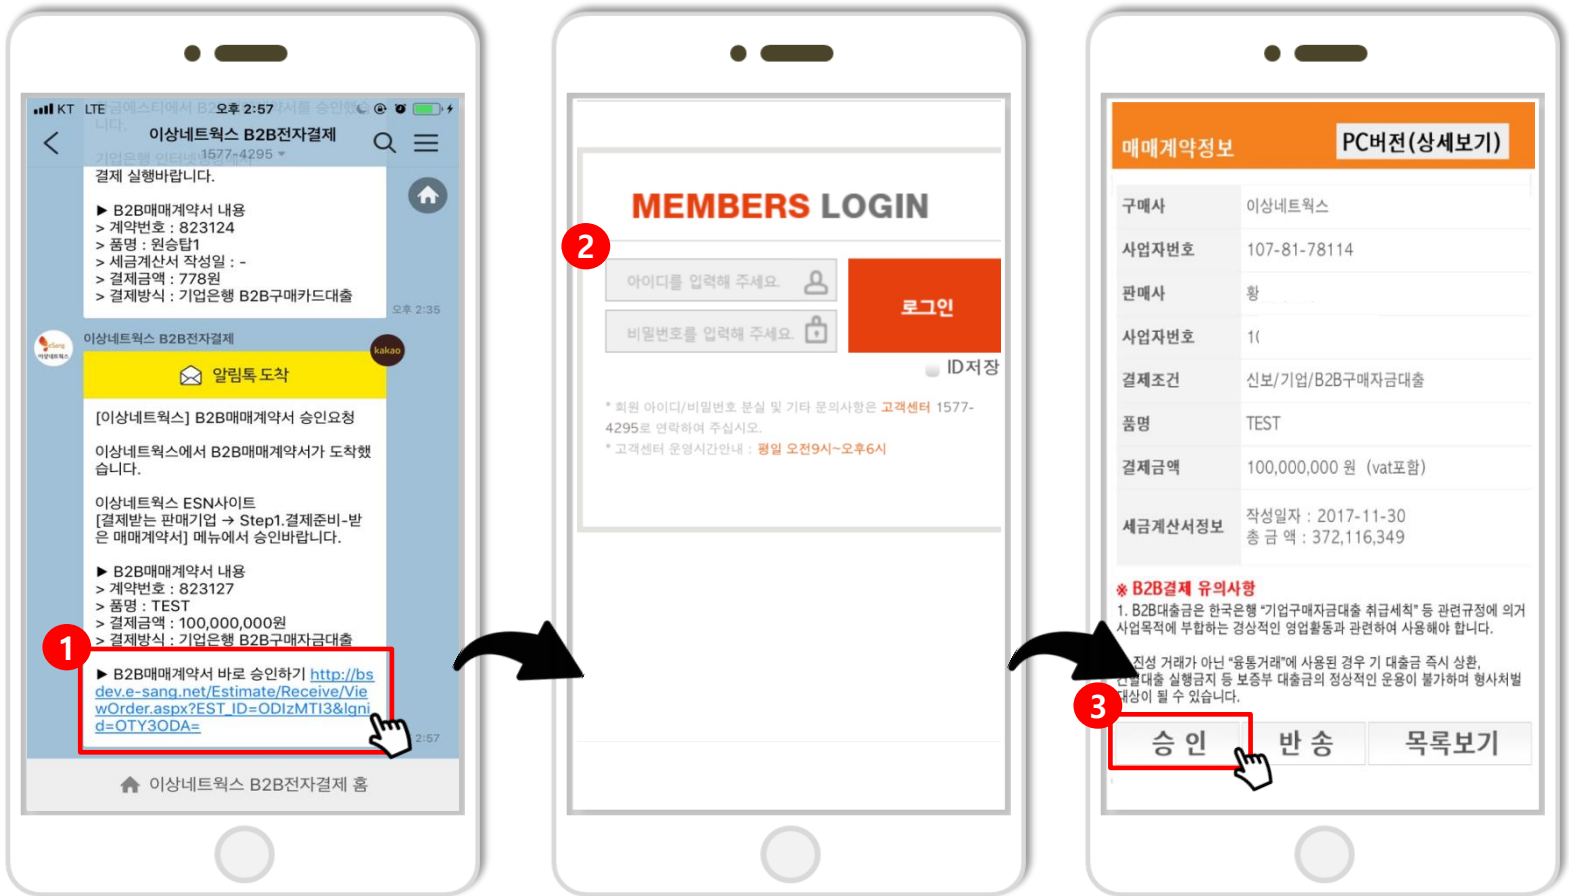 KT LTE 오후 2:57
이상네트웍스 B2B전자결제
1577-4295
결제 실행바랍니다.
▶ B2B매매계약서 내용
> 계약번호 : 823124
> 품명 : 원승탑1
> 세금계산서 작성일 : -
> 결제금액 : 778원
> 결제방식 : 기업은행 B2B구매카드대출
오후 2:35
이상네트웍스 B2B전자결제
kakao
알림톡 도착
[이상네트웍스] B2B매매계약서 승인요청
이상네트웍스에서 B2B매매계약서가 도착했
습니다.
이상네트웍스 ESN사이트
[결제받는 판매기업 → Step1.결제준비-받
은 매매계약서] 메뉴에서 승인바랍니다.
▶ B2B매매계약서 내용
> 계약번호 : 823127
> 품명 : TEST
> 결제금액 : 100,000,000원
> 결제방식 : 기업은행 B2B구매자금대출
1
▶ B2B매매계약서 바로 승인하기 http://bs
dev.e-sang.net/Estimate/Receive/Vie
wOrder.aspx?EST_ID=ODIzMTI3&lgni
d=OTY3ODA=
2:57
이상네트웍스 B2B전자결제 홈
MEMBERS LOGIN
2
아이디를 입력해 주세요.
비밀번호를 입력해 주세요.
로그인
ID저장
* 회원 아이디/비밀번호 분실 및 기타 문의사항은 고객센터 1577-
4295로 연락하여 주십시오.
* 고객센터 운영시간안내 : 평일 오전9시~오후6시
매매계약정보 PC버전(상세보기)
구매사 이상네트웍스
사업자번호 107-81-78114
판매사 황
사업자번호 1(
결제조건 신보/기업/B2B구매자금대출
품명 TEST
결제금액 100,000,000 원 (vat포함)
세금계산서정보 작성일자 : 2017-11-30
총 금 액 : 372,116,349
※ B2B결제 유의사항
1. B2B대출금은 한국은행 “기업구매자금대출 취급세칙” 등 관련규정에 의거
사업목적에 부합하는 경상적인 영업활동과 관련하여 사용해야 합니다.
진성 거래가 아닌 “융통거래”에 사용된 경우 기 대출금 즉시 상환,
대출 실행금지 등 보증부 대출금의 정상적인 운용이 불가하며 형사처벌
대상이 될 수 있습니다.
3
승 인 반 송 목록보기